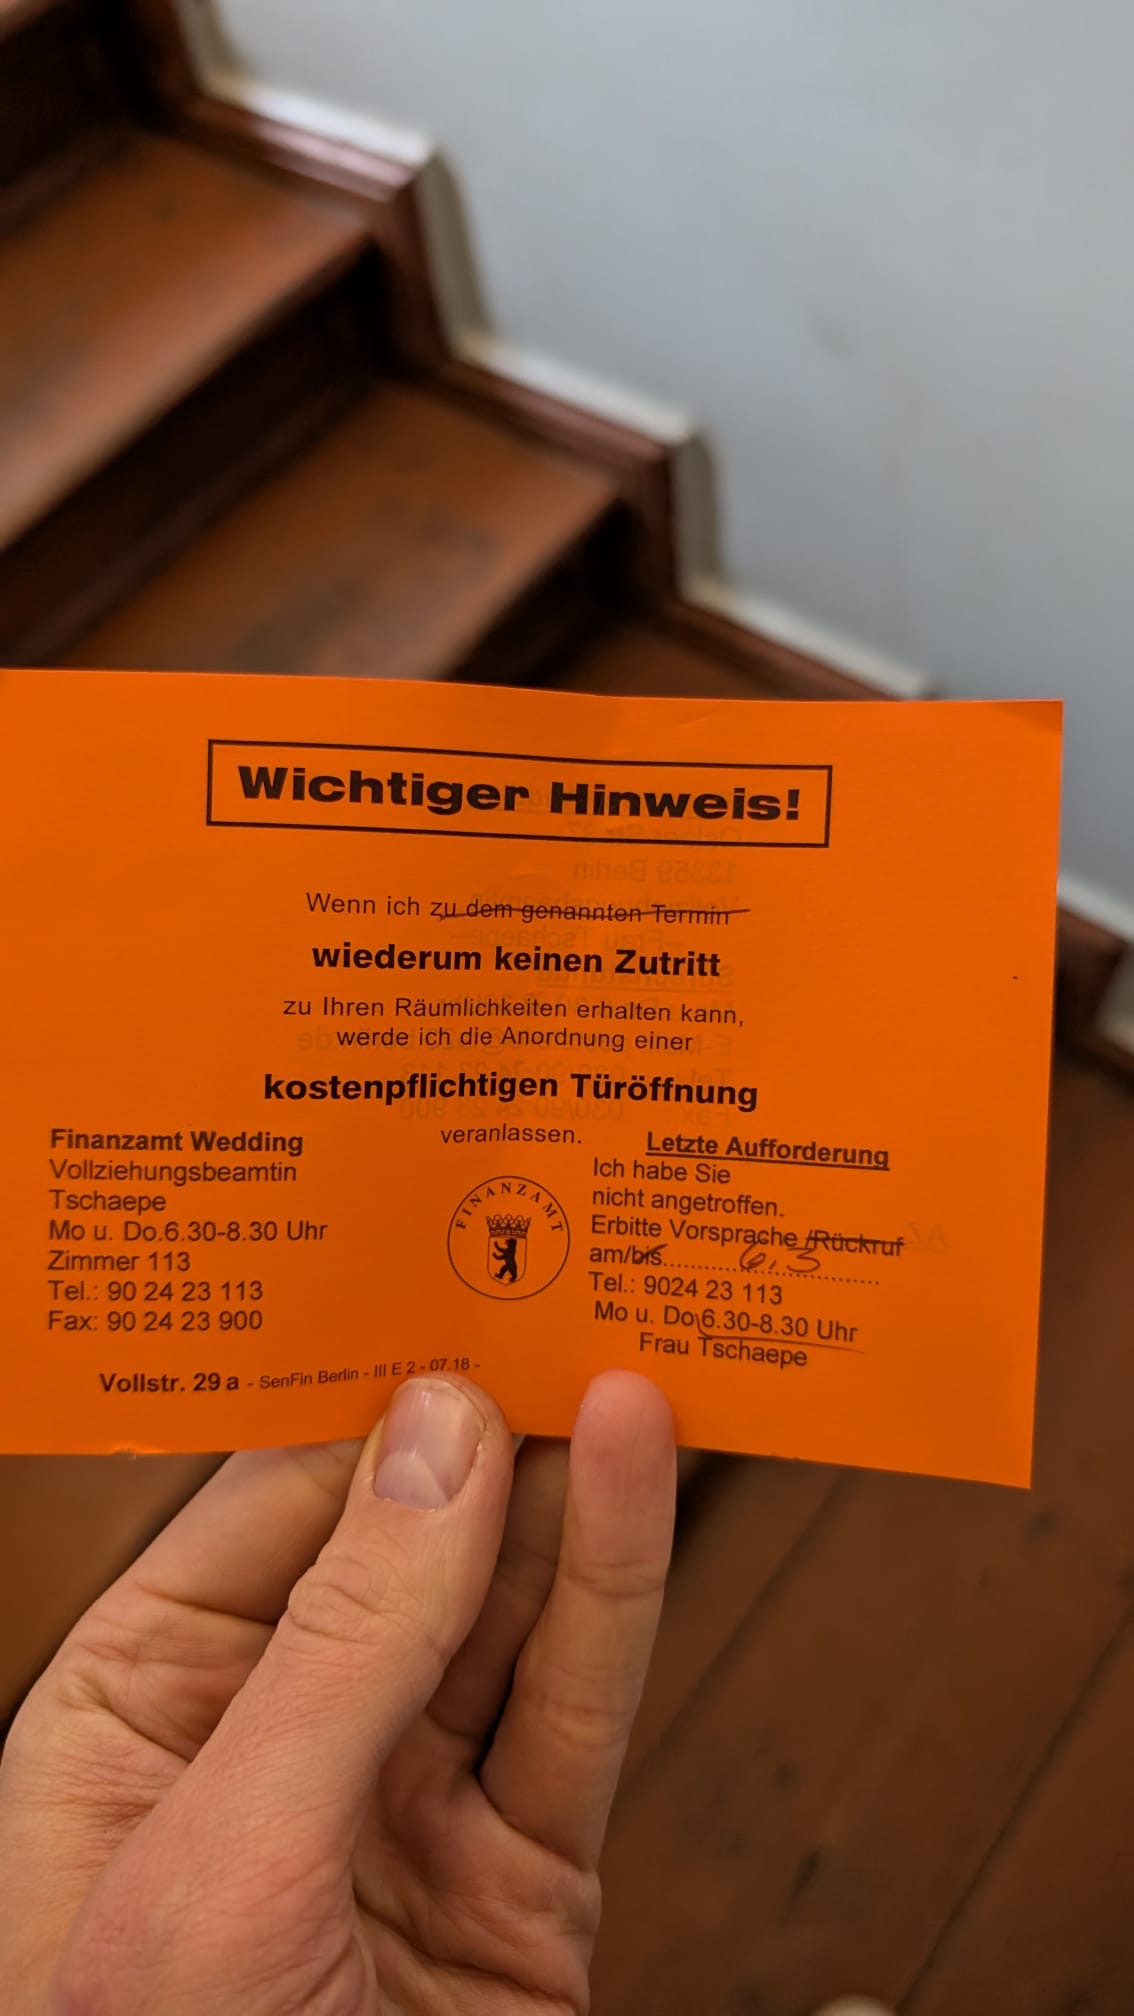 Wichtiger Hinweis!
Wenn ich zu dem genannten Termin
wiederum keinen Zutritt
zu Ihren Räumlichkeiten erhalten kann,
werde ich die Anordnung einer
kostenpflichtigen Türöffnung
veranlassen.
Finanzamt Wedding
Vollziehungsbeamtin
Tschaepe
Mo u. Do.6.30-8.30 Uhr
Zimmer 113
Tel.: 90 24 23 113
Fax: 90 24 23 900
FINANZAMT
Letzte Aufforderung
Ich habe Sie
nicht angetroffen.
Erbitte Vorsprache /Rückruf
am/bis.......6.3.......
Tel.: 9024 23 113
Mo u. Do 6.30-8.30 Uhr
Frau Tschaepe
Vollstr. 29 a - SenFin Berlin - III E 2 - 07.18 -